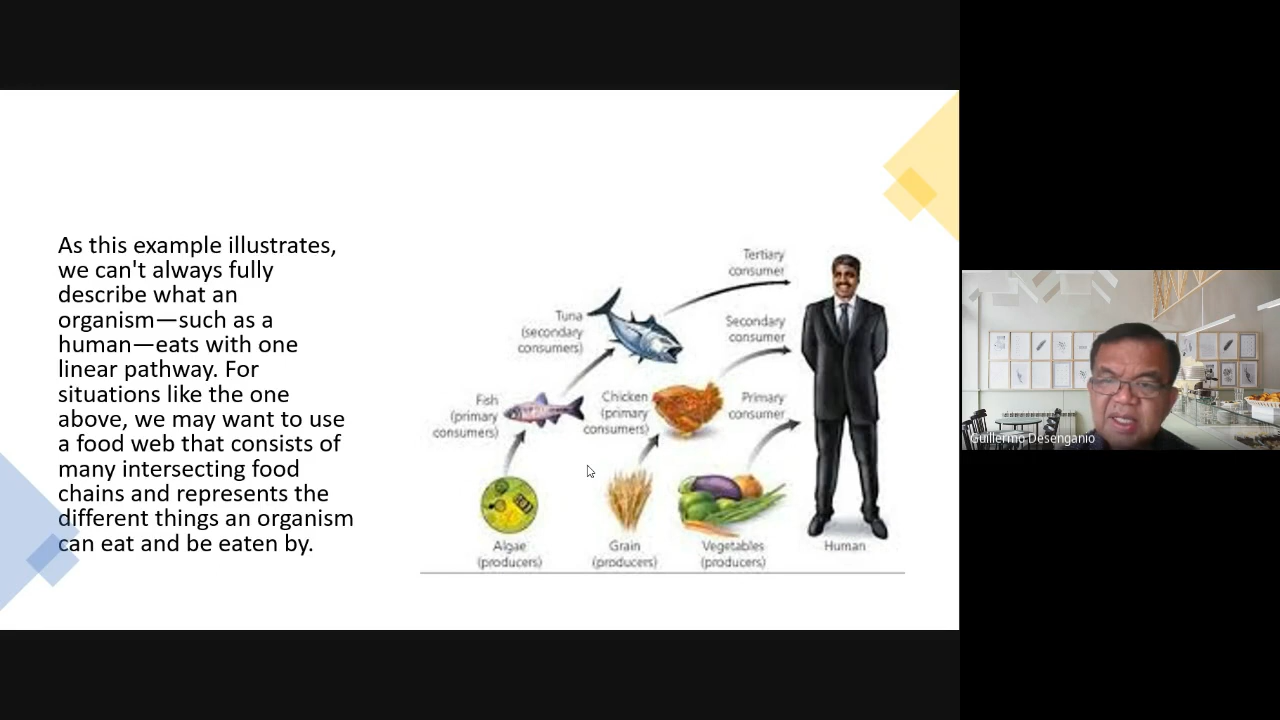 As this example illustrates,
we can't always fully
describe what an
organism—such as a
human—eats with one
linear pathway. For
situations like the one
above, we may want to use
a food web that consists of
many intersecting food
chains and represents the
different things an organism
can eat and be eaten by.
Tertiary
consumer
Tuna
(secondary
consumers)
Secondary
consumer
Fish
(primary
consumers)
Chicken
(primary
consumers)
Primary
consumer
Algae
(producers)
Grain
(producers)
Vegetables
(producers)
Human
Guillermo Desenganio